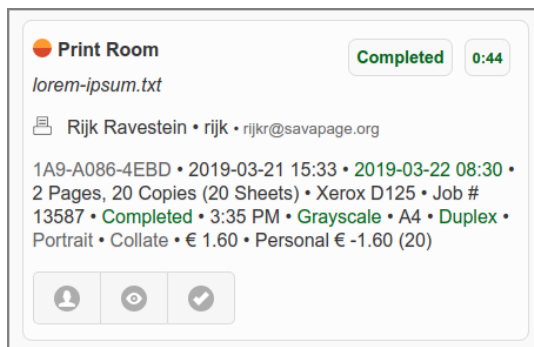 Print Room
Completed
0:44
lorem-ipsum.txt
Rijk Ravestein • rijk • rijkr@savapage.org
1A9-A086-4EBD • 2019-03-21 15:33 • 2019-03-22 08:30 •
2 Pages, 20 Copies (20 Sheets) • Xerox D125 • Job #
13587 • Completed • 3:35 PM • Grayscale • A4 • Duplex •
Portrait • Collate • € 1.60 • Personal € -1.60 (20)